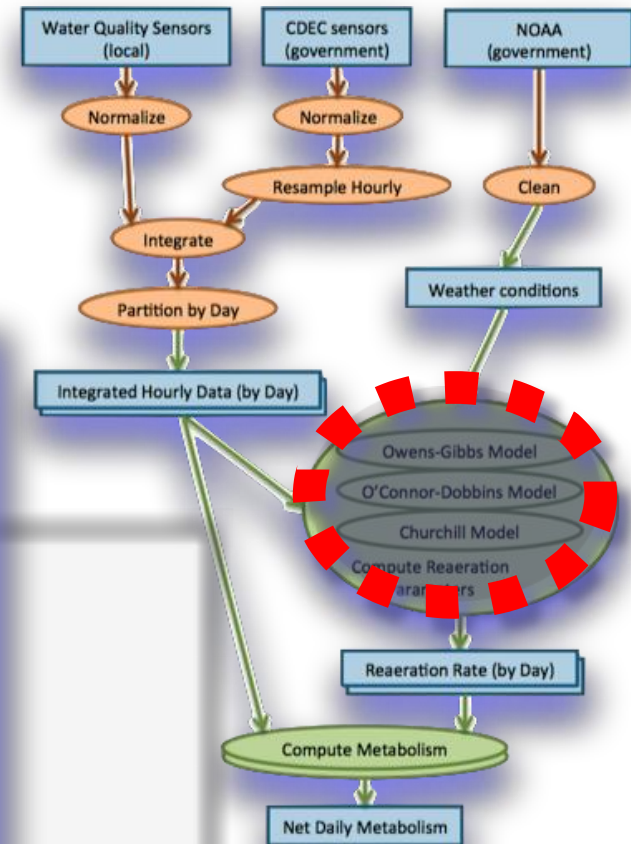 Water Quality Sensors
(local)
CDEC sensors
(government)
NOAA
(government)
Normalize
Normalize
Resample Hourly
Clean
Integrate
Partition by Day
Weather conditions
Integrated Hourly Data (by Day)
Owens-Gibbs Model
O'Connor-Dobbins Model
Churchill Model
Compute Reaeration
Reaeration Rate (by Day)
Compute Metabolism
Net Daily Metabolism